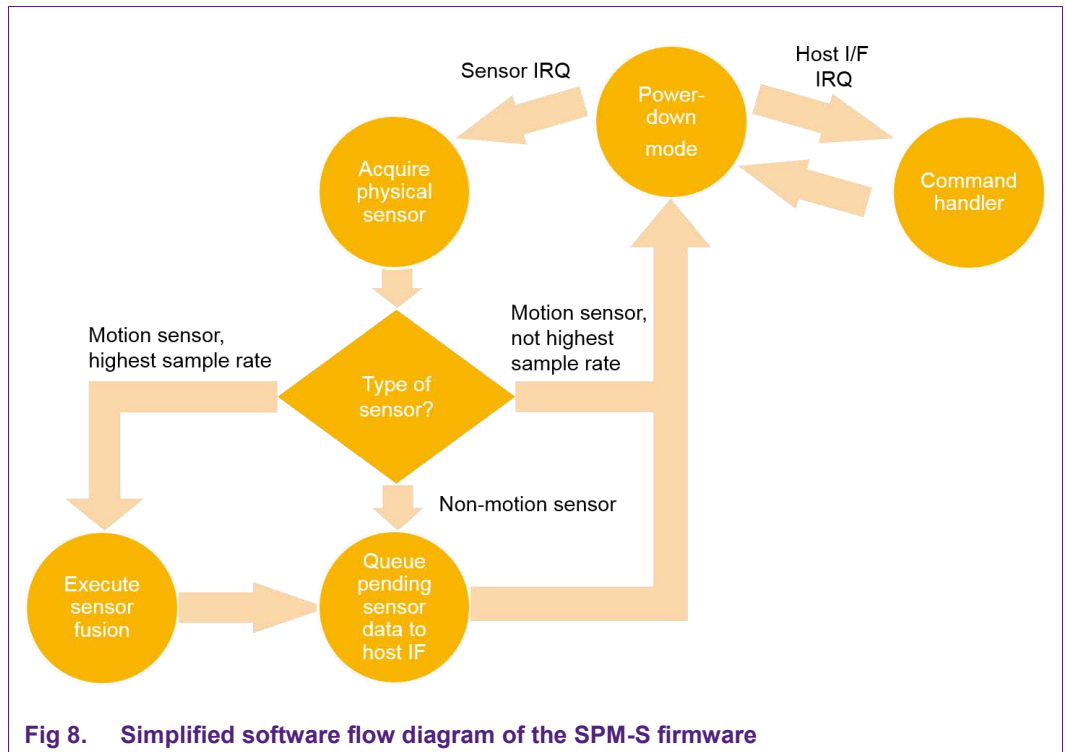 Sensor IRQ
Host I/F
IRQ
Power-
down
mode
Acquire
physical
sensor
Command
handler
Motion sensor,
highest sample rate
Motion sensor,
not highest
sample rate
Type of
sensor?
Non-motion sensor
Execute
sensor
fusion
Queue
pending
sensor
data to
host IF
Fig 8. Simplified software flow diagram of the SPM-S firmware